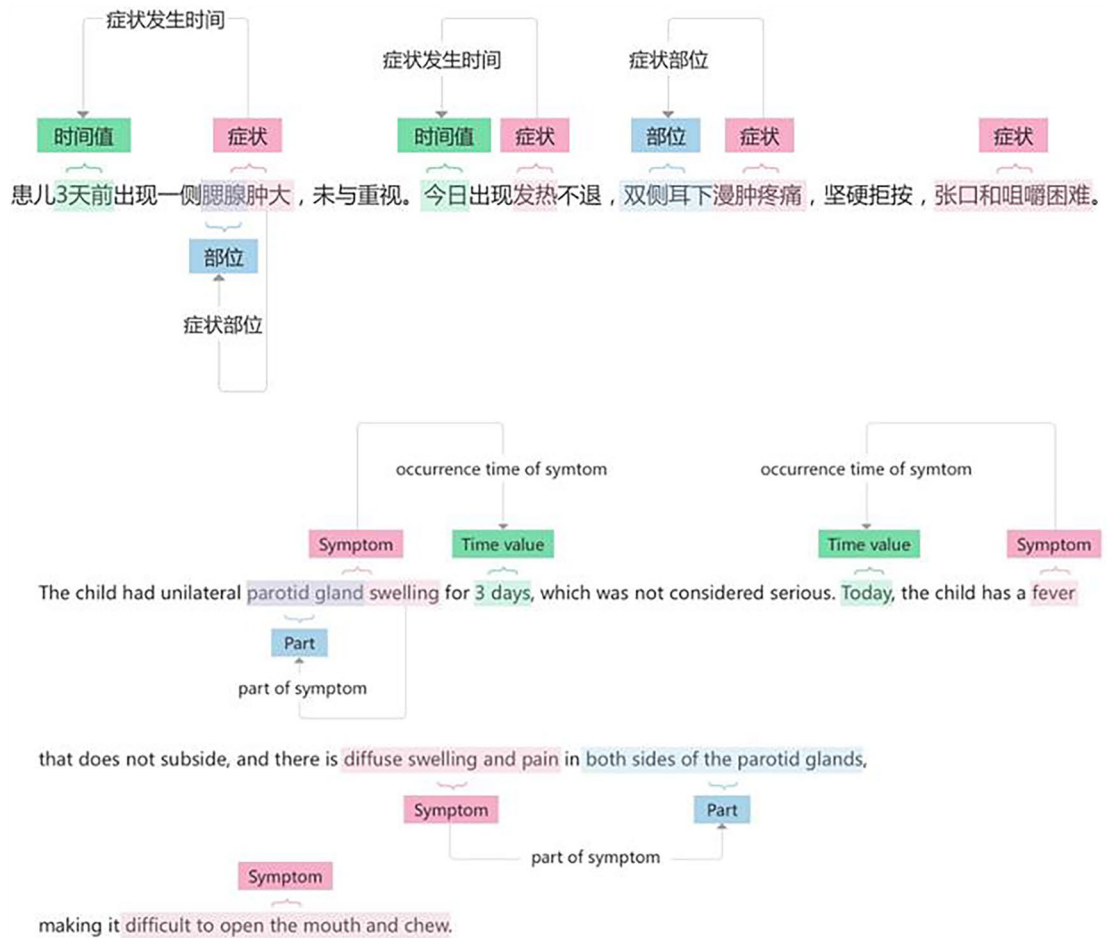 症状发生时间
症状发生时间 症状部位
时间值 症状 时间值 症状 部位 症状 症状
患儿3天前出现一侧腮腺肿大，未与重视。今日出现发热不退，双侧耳下漫肿疼痛，坚硬拒按，张口和咀嚼困难。
部位
症状部位
occurrence time of symtom occurrence time of symtom
Symptom Time value Time value Symptom
The child had unilateral parotid gland swelling for 3 days, which was not considered serious. Today, the child has a fever
Part
part of symptom
that does not subside, and there is diffuse swelling and pain in both sides of the parotid glands,
Symptom Part
part of symptom
Symptom
making it difficult to open the mouth and chew.